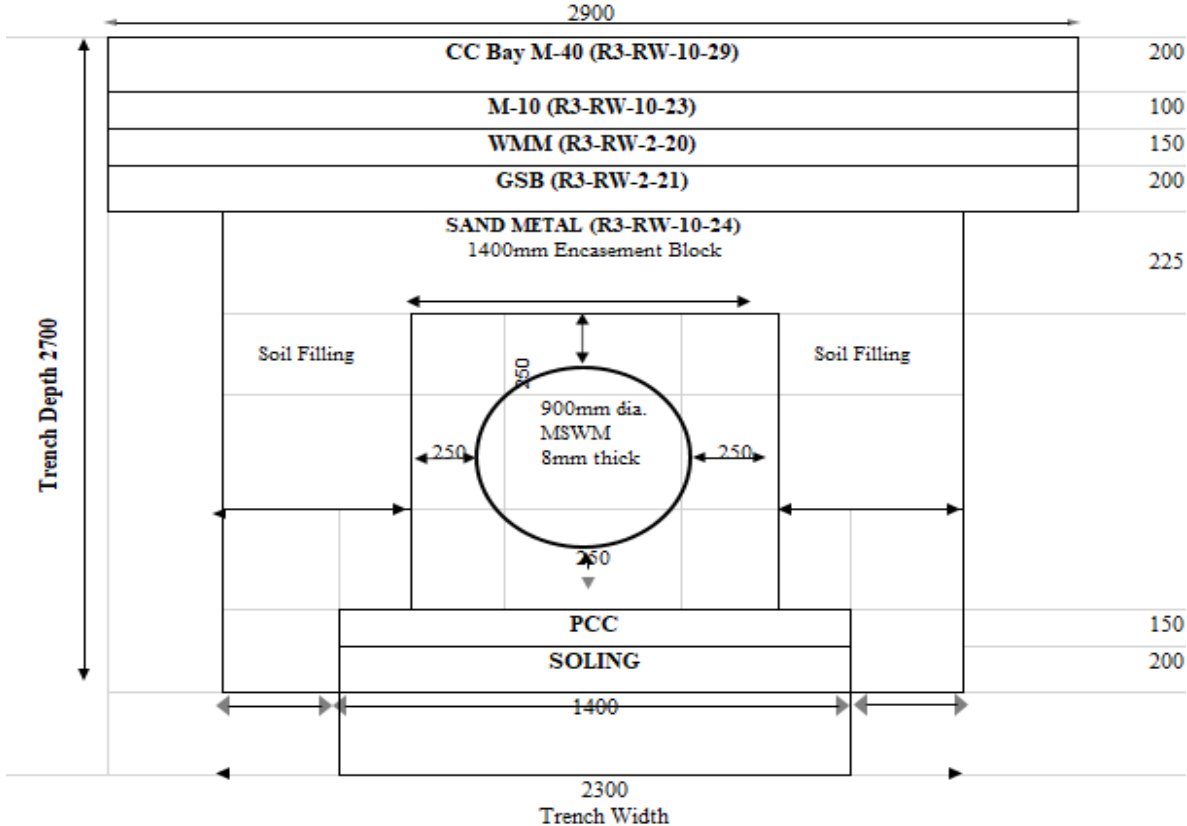 2900
CC Bay M-40 (R3-RW-10-29)
200
M-10 (R3-RW-10-23)
100
WMM (R3-RW-2-20)
150
GSB (R3-RW-2-21)
200
SAND METAL (R3-RW-10-24)
1400mm Encasement Block
225
Trench Depth 2700
Soil Filling
Soil Filling
250
900mm dia.
MSWM
8mm thick
250
250
250
PCC
150
SOLING
200
1400
2300
Trench Width